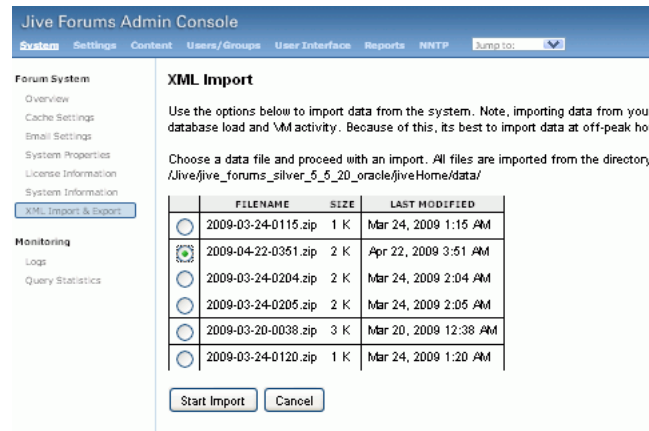 Jive Forums Admin Console
System Settings Content Users/Groups User Interface Reports NNTP Jump to:
Forum System
Overview
Cache Settings
Email Settings
System Properties
License Information
System Information
XML Import & Export
Monitoring
Logs
Query Statistics
XML Import
Use the options below to import data from the system. Note, importing data from you
database load and VM activity. Because of this, its best to import data at off-peak ho
Choose a data file and proceed with an import. All files are imported from the directory
/Jive/jive_forums_silver_5_5_20_oracle/jiveHome/data/
FILENAME SIZE LAST MODIFIED
2009-03-24-0115.zip 1 K Mar 24, 2009 1:15 AM
2009-04-22-0351.zip 2 K Apr 22, 2009 3:51 AM
2009-03-24-0204.zip 2 K Mar 24, 2009 2:04 AM
2009-03-24-0205.zip 2 K Mar 24, 2009 2:05 AM
2009-03-20-0038.zip 3 K Mar 20, 2009 12:38 AM
2009-03-24-0120.zip 1 K Mar 24, 2009 1:20 AM
Start Import Cancel